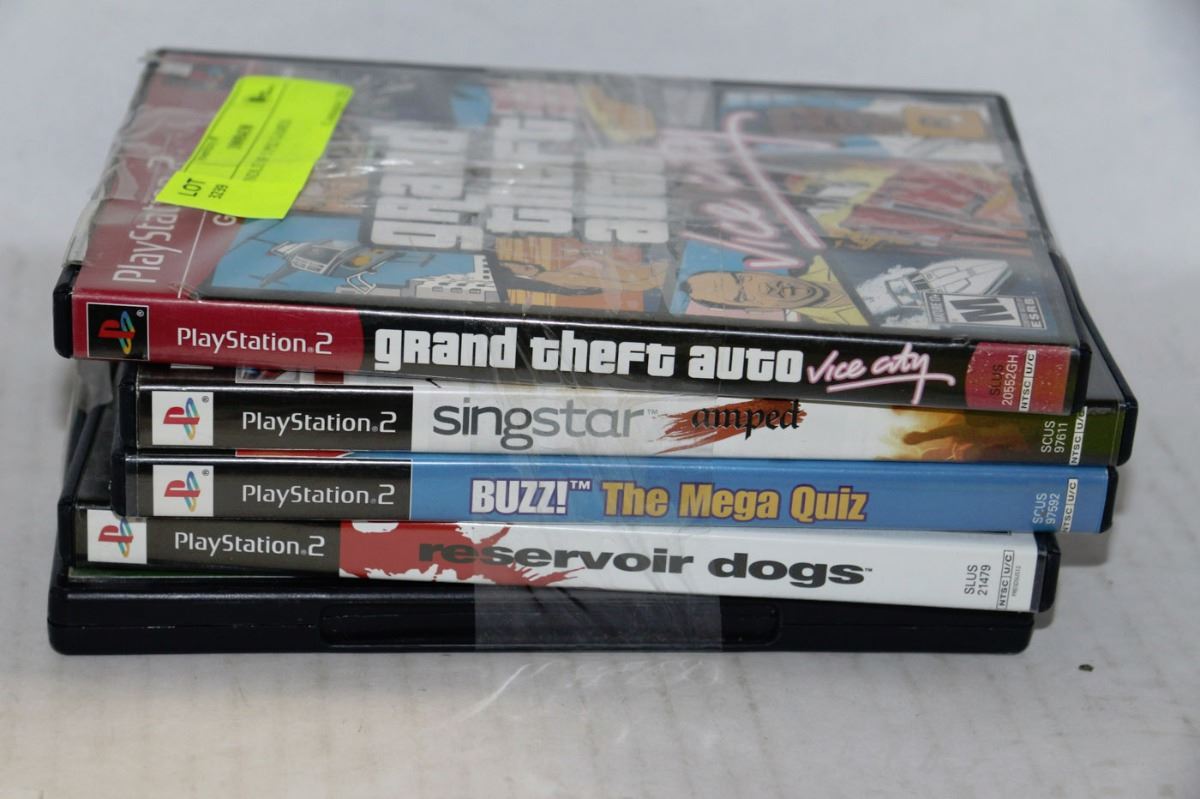 LOT
3239
PlayStation 2
grand
theft
auto
vice city
M
ESRB
PlayStation 2
grand theft auto vice city
SLUS
20552GH
NTSC U/C
PlayStation 2
singstar™ amped
SCUS
97611
NTSC U/C
PlayStation 2
BUZZ!™ The Mega Quiz
SCUS
97592
NTSC U/C
PlayStation 2
reservoir dogs™
SLUS
21479
NTSC U/C